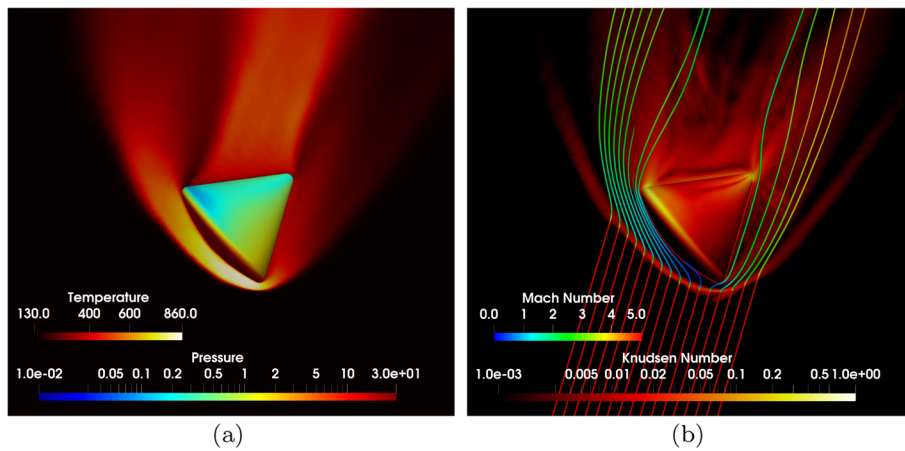 Temperature
130.0 400 600 860.0
Pressure
1.0e-02 0.05 0.1 0.2 0.5 1 2 5 10 3.0e+01
(a)
Mach Number
0.0 1 2 3 4 5.0
Knudsen Number
1.0e-03 0.005 0.01 0.02 0.05 0.1 0.2 0.5 1.0e+00
(b)